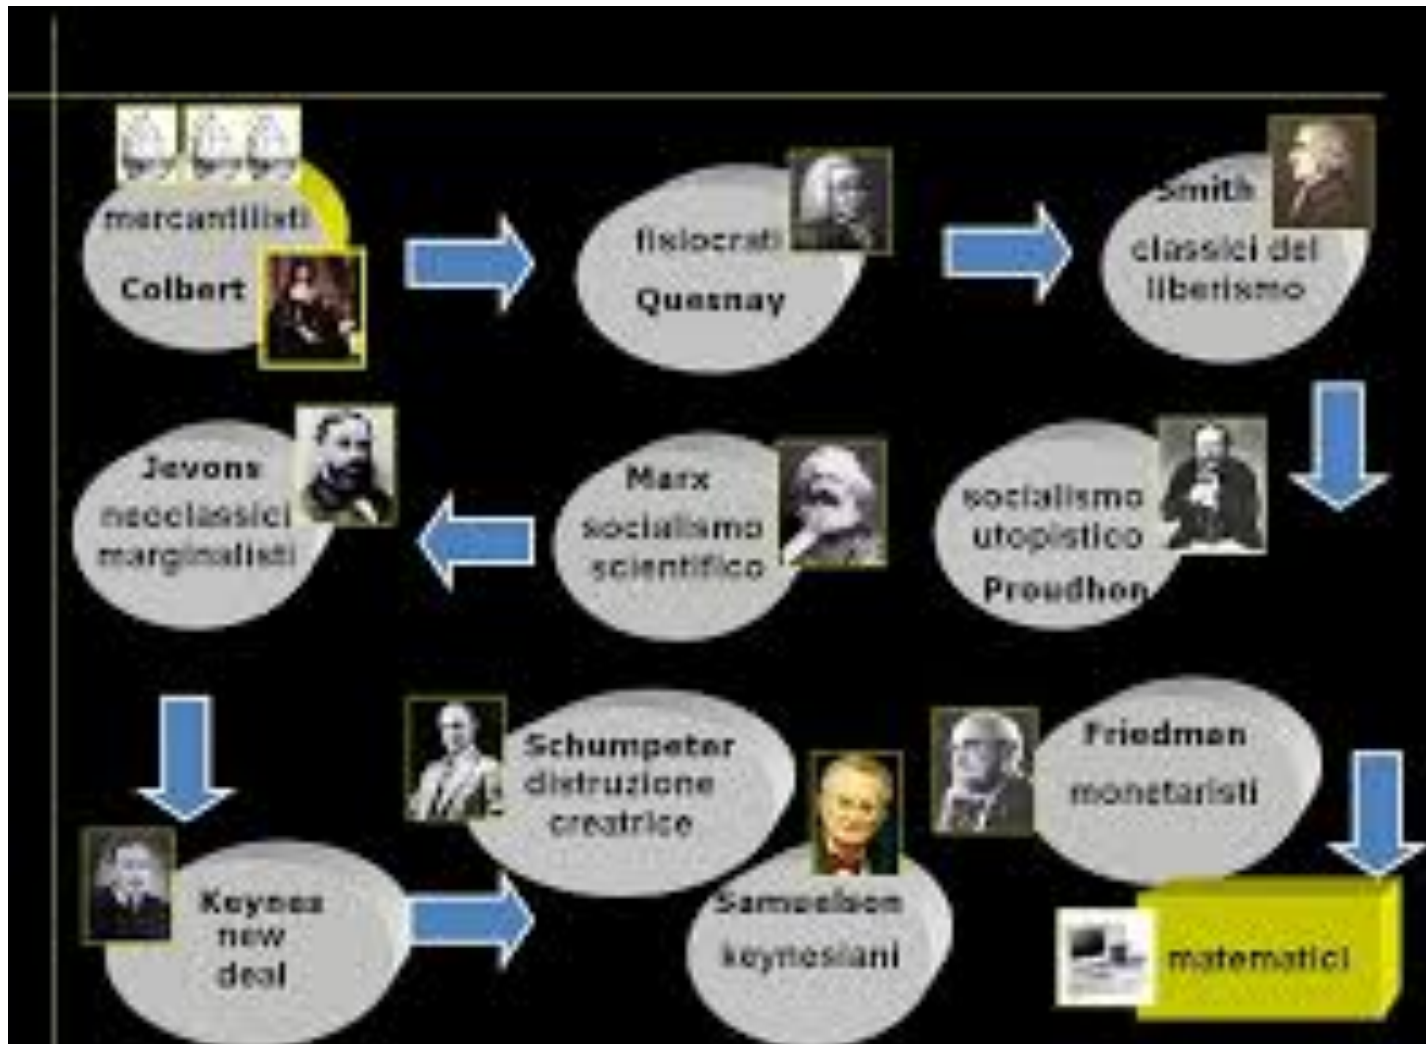 mercantilisti
Colbert
fisiocrati
Quesnay
Smith
classici del
liberismo
Jevons
neoclassici
marginalisti
Marx
socialismo
scientifico
socialismo
utopistico
Proudhon
Keynes
new
deal
Schumpeter
distruzione
creatrice
Samuelson
keynesiani
Friedman
monetaristi
matematici